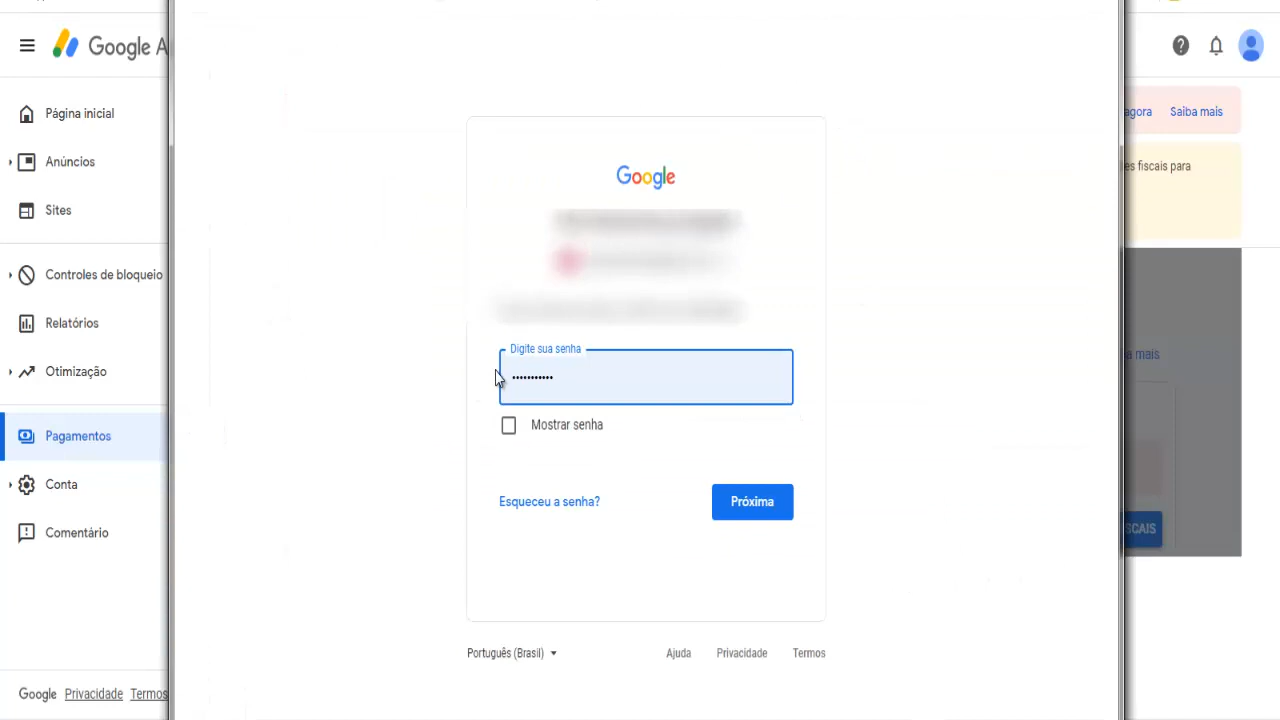 Google A
Página inicial
Anúncios
Sites
Controles de bloqueio
Relatórios
Otimização
Pagamentos
Conta
Comentário
Google Privacidade Termos
Google
Digite sua senha
•••••••••••
Mostrar senha
Esqueceu a senha?
Próxima
Português (Brasil)
Ajuda Privacidade Termos
agora Saiba mais
es fiscais para
a mais
SCAIS